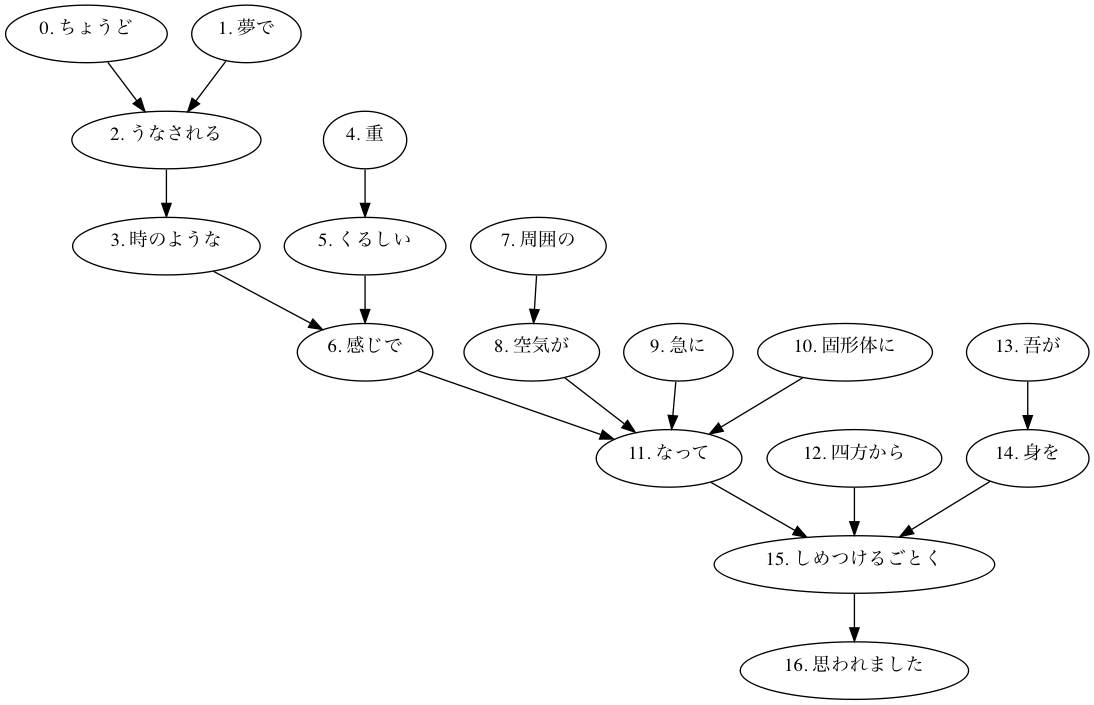 0. ちょうど
1. 夢で
2. うなされる
4. 重
3. 時のような
5. くるしい
7. 周囲の
6. 感じで
8. 空気が
9. 急に
10. 固形体に
13. 吾が
11. なって
12. 四方から
14. 身を
15. しめつけるごとく
16. 思われました